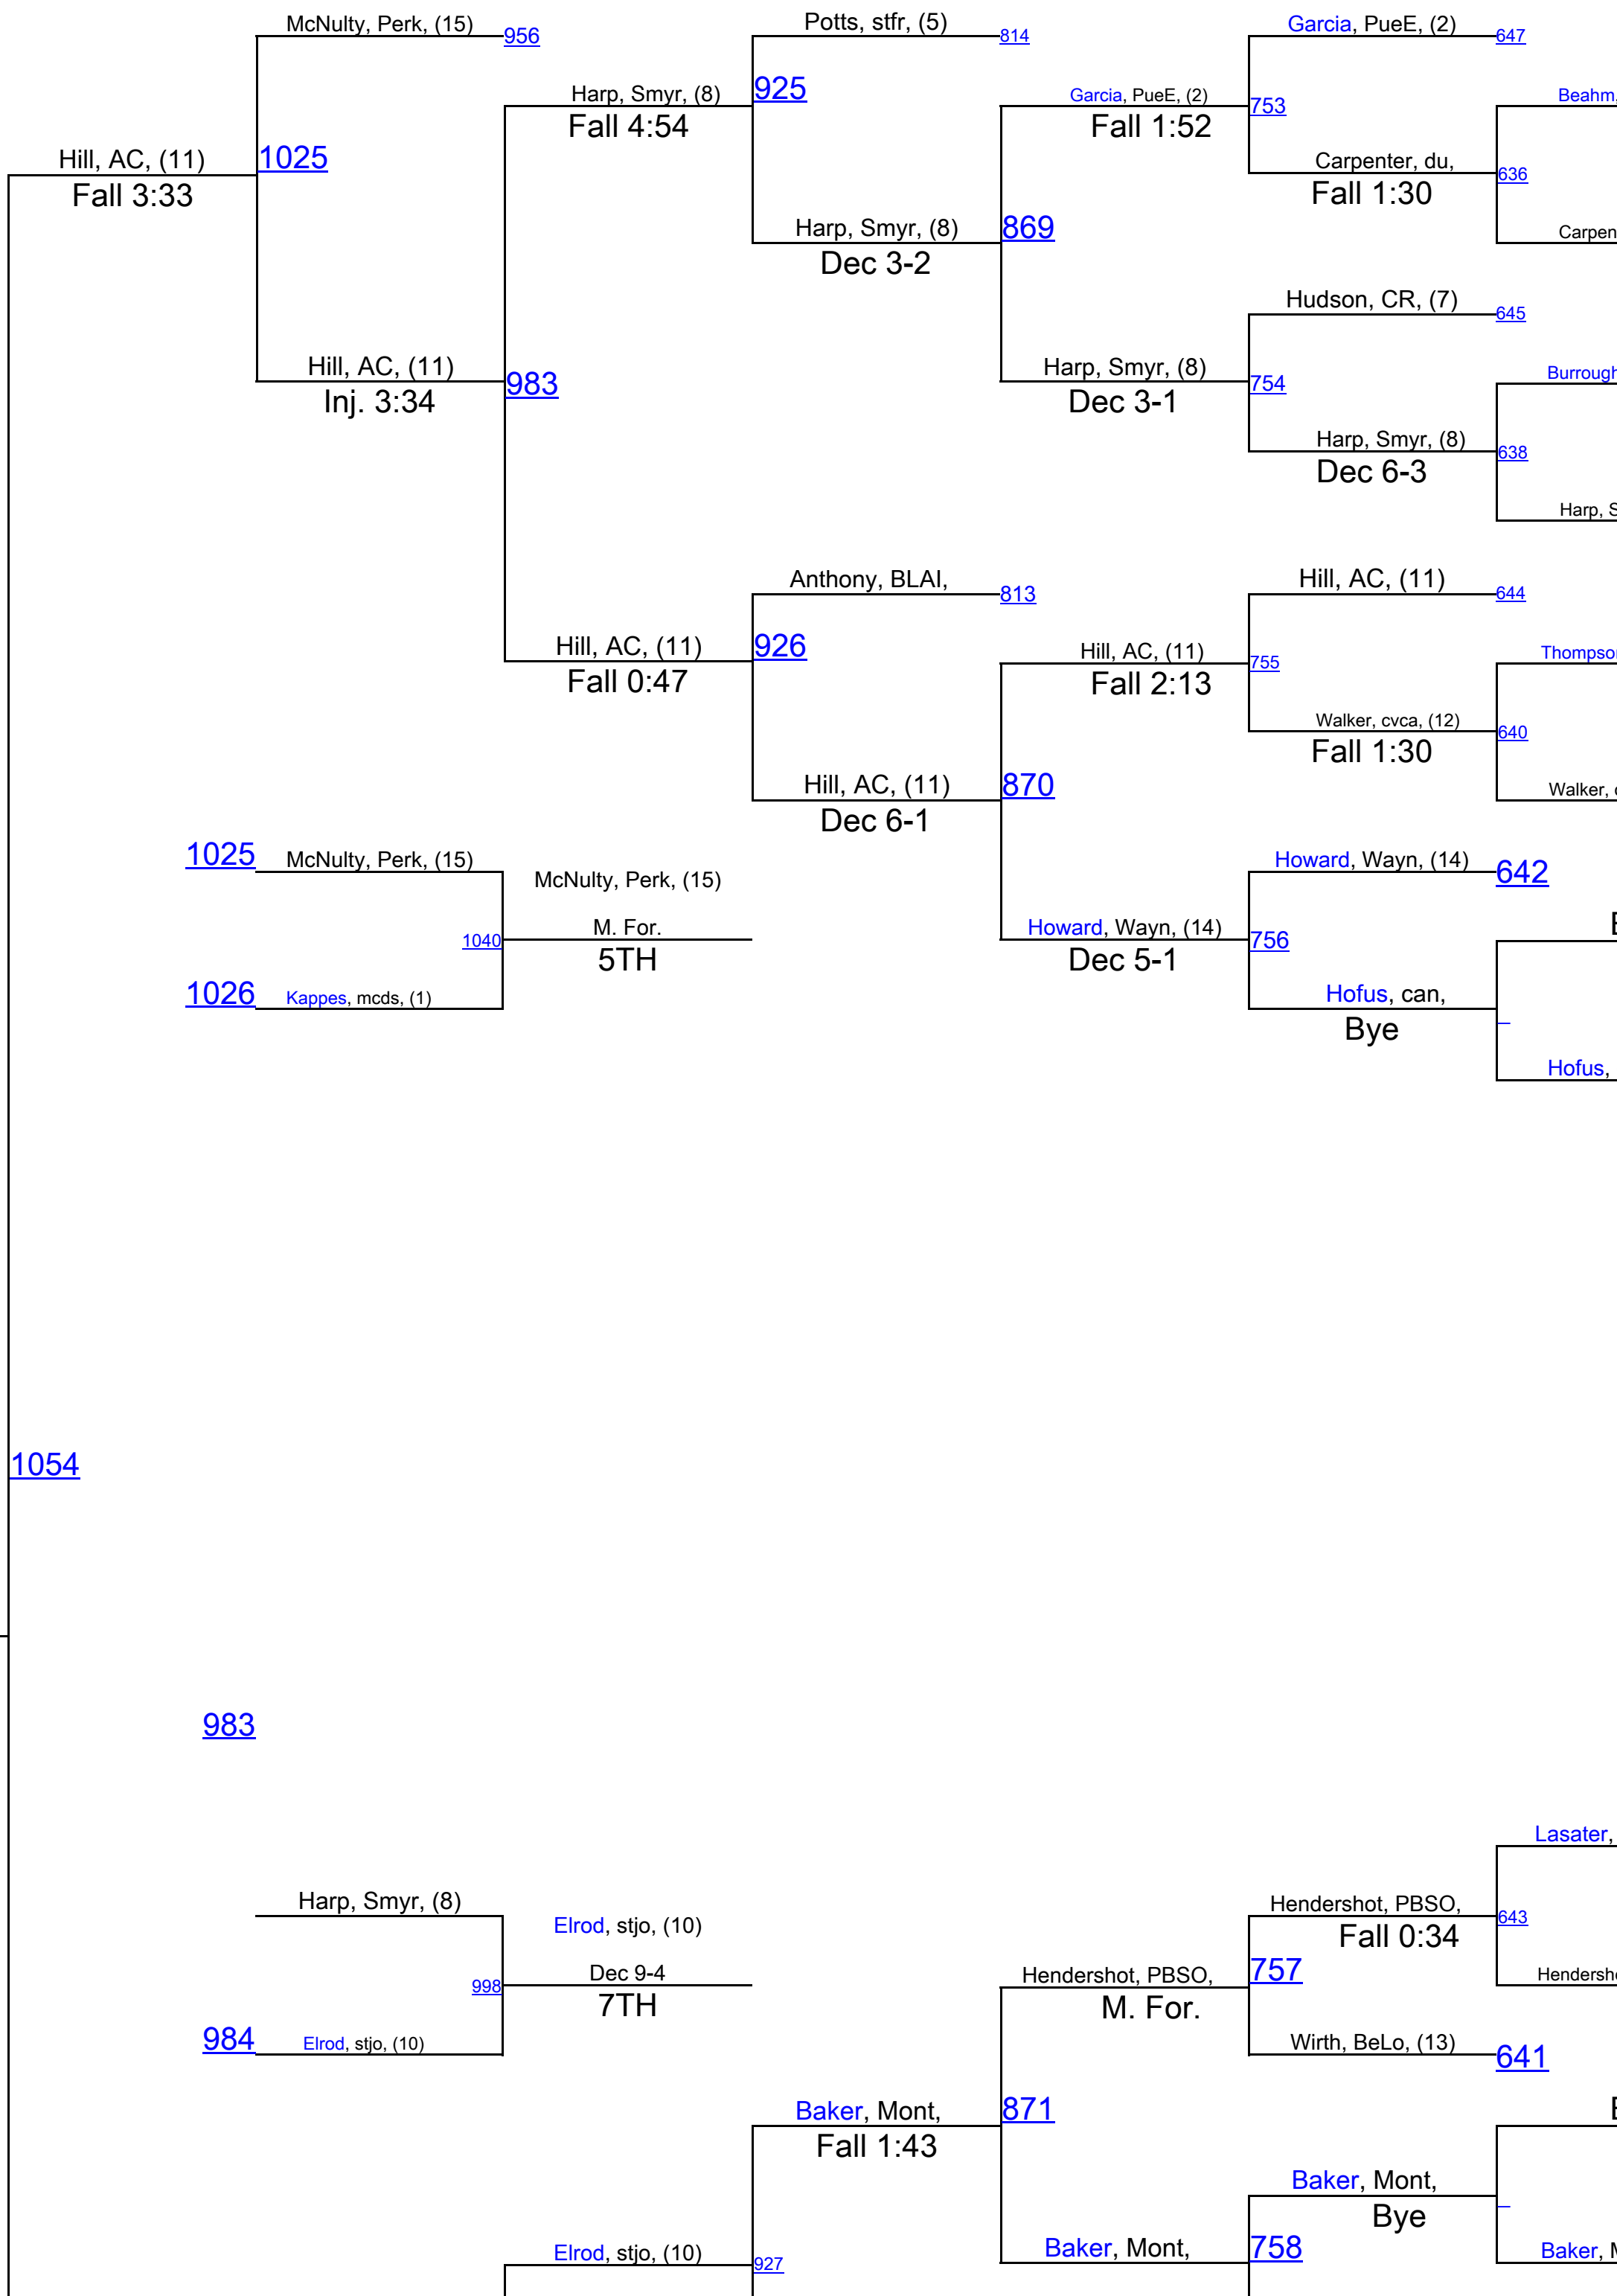 McNulty, Perk, (15)
956
Potts, stfr, (5)
814
Garcia, PueE, (2)
647
Harp, Smyr, (8)
925
Fall 4:54
Garcia, PueE, (2)
753
Fall 1:52
Beahm,
Hill, AC, (11)
1025
Fall 3:33
Carpenter, du,
636
Fall 1:30
Harp, Smyr, (8)
869
Dec 3-2
Carpen
Hudson, CR, (7)
645
Hill, AC, (11)
983
Inj. 3:34
Harp, Smyr, (8)
754
Dec 3-1
Burrough
Harp, Smyr, (8)
638
Dec 6-3
Harp, S
Anthony, BLAI,
813
Hill, AC, (11)
644
Hill, AC, (11)
926
Fall 0:47
Hill, AC, (11)
755
Fall 2:13
Thompson
Walker, cvca, (12)
640
Fall 1:30
Hill, AC, (11)
870
Dec 6-1
Walker, c
1025
McNulty, Perk, (15)
McNulty, Perk, (15)
Howard, Wayn, (14)
642
1040
M. For.
5TH
Howard, Wayn, (14)
756
Dec 5-1
1026
Kappes, mcds, (1)
Hofus, can,
Bye
Hofus,
1054
983
Lasater,
Harp, Smyr, (8)
Elrod, stjo, (10)
Hendershot, PBSO,
643
Fall 0:34
998
Dec 9-4
7TH
Hendershot, PBSO,
757
M. For.
Hendersho
984
Elrod, stjo, (10)
Wirth, BeLo, (13)
641
Baker, Mont,
871
Fall 1:43
Baker, Mont,
Bye
Elrod, stjo, (10)
927
Baker, Mont,
758
Baker, M